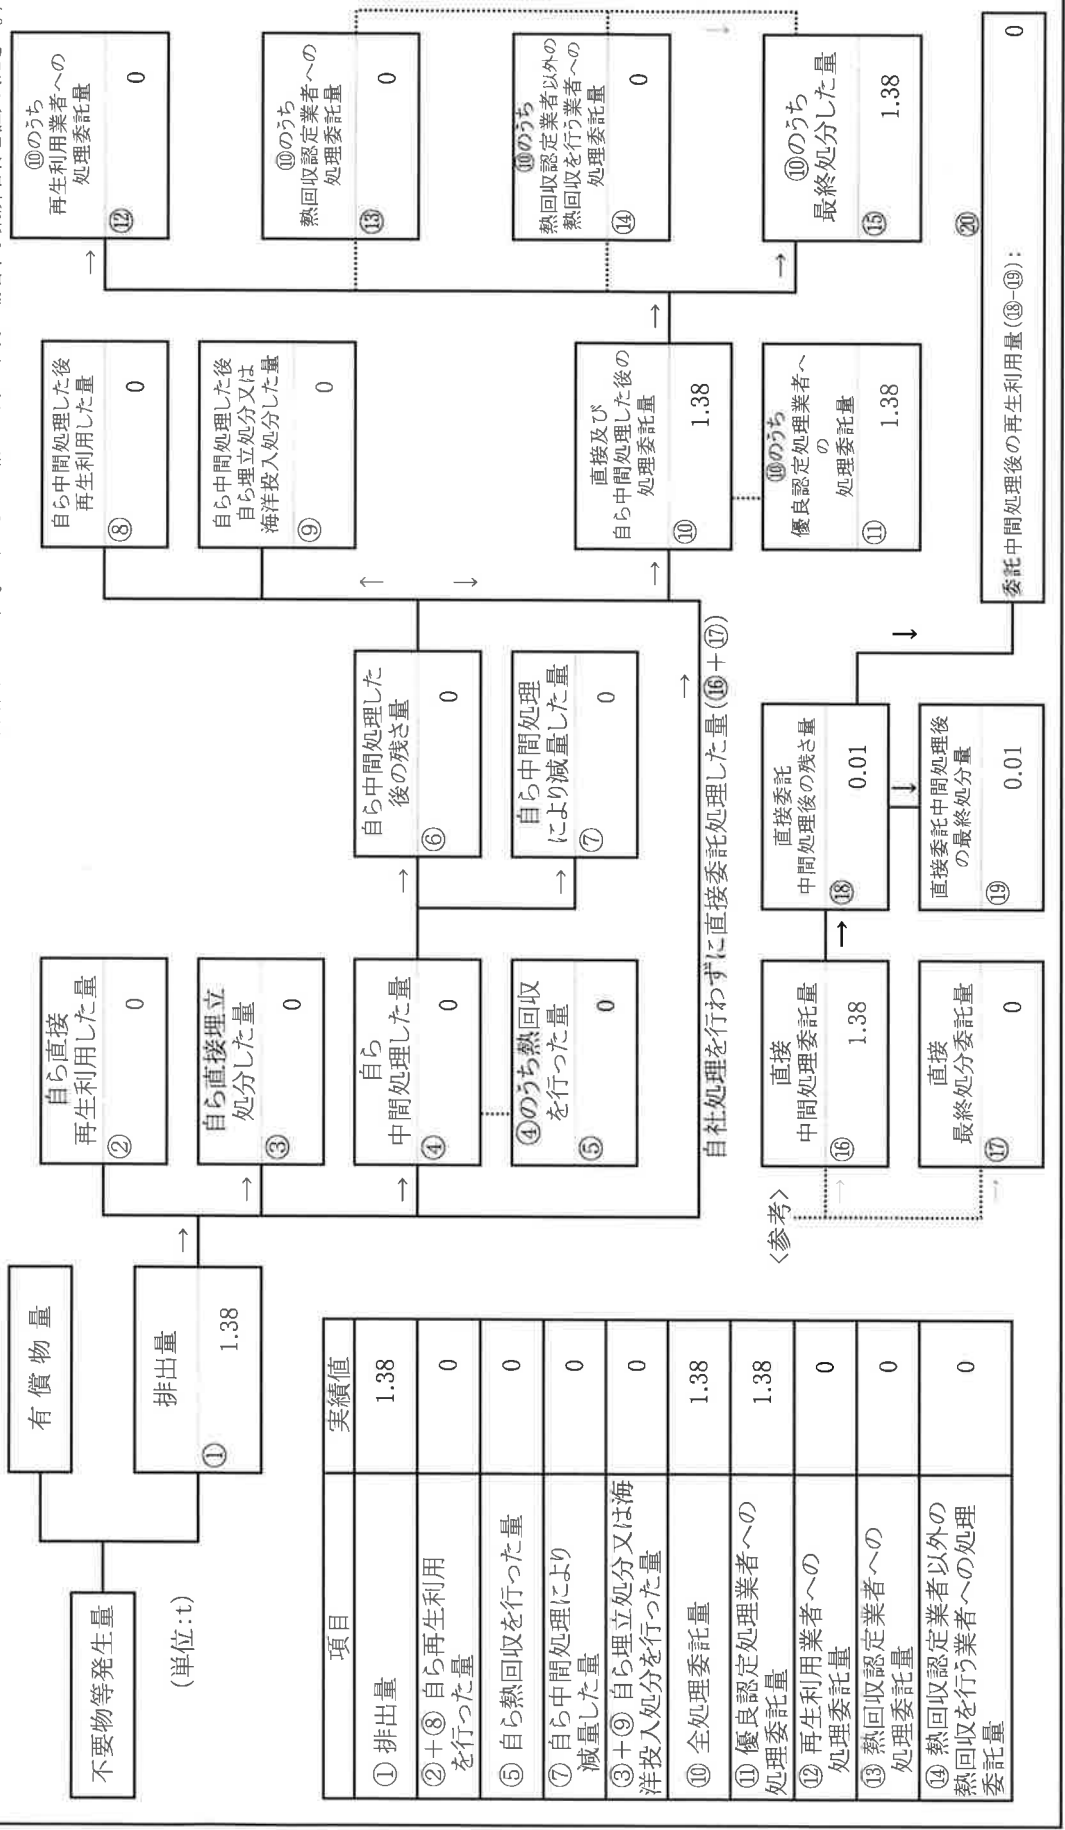 不要物等発生量
(単位:t)
有償物量
排出量
①
1.38
→
自ら直接
再生利用した量
②
0
→
自ら直接埋立
処分した量
③
0
→
自ら
中間処理した量
④
0
④のうち熱回収
を行った量
⑤
0
→
自ら中間処理した
後の残さ量
⑥
0
→
自ら中間処理
により減量した量
⑦
0
自ら中間処理した後
再生利用した量
⑧
0
自ら中間処理した後
自ら埋立処分又は
海洋投入処分した量
⑨
0
↑
↓
→
自社処理を行わずに直接委託処理した量(⑯+⑰)
→
直接及び
自ら中間処理した後の
処理委託量
⑩
1.38
⑩のうち
優良認定処理業者へ
の
処理委託量
⑪
1.38
→
→
⑩のうち
再生利用業者への
処理委託量
⑫
0
⑩のうち
熱回収認定業者への
処理委託量
⑬
0
⑩のうち
熱回収認定業者以外の
熱回収を行う業者への
処理委託量
⑭
0
→
⑩のうち
最終処分した量
⑮
1.38
<参考>
直接
中間処理委託量
⑯
1.38
直接
最終処分委託量
⑰
0
→
直接委託
中間処理後の残さ量
⑱
0.01
直接委託中間処理後
の最終処分量
⑲
0.01
⑳
委託中間処理後の再生利用量(⑱-⑲):
0
項目
実績値
① 排出量
1.38
②+⑧ 自ら再生利用
を行った量
0
⑤ 自ら熱回収を行った量
0
⑦ 自ら中間処理により
減量した量
0
③+⑨ 自ら埋立処分又は海
洋投入処分を行った量
0
⑩ 全処理委託量
1.38
⑪ 優良認定処理業者への
処理委託量
1.38
⑫ 再生利用業者への
処理委託量
0
⑬ 熱回収認定業者への
処理委託量
0
⑭ 熱回収認定業者以外の
熱回収を行う業者への処理
委託量
0